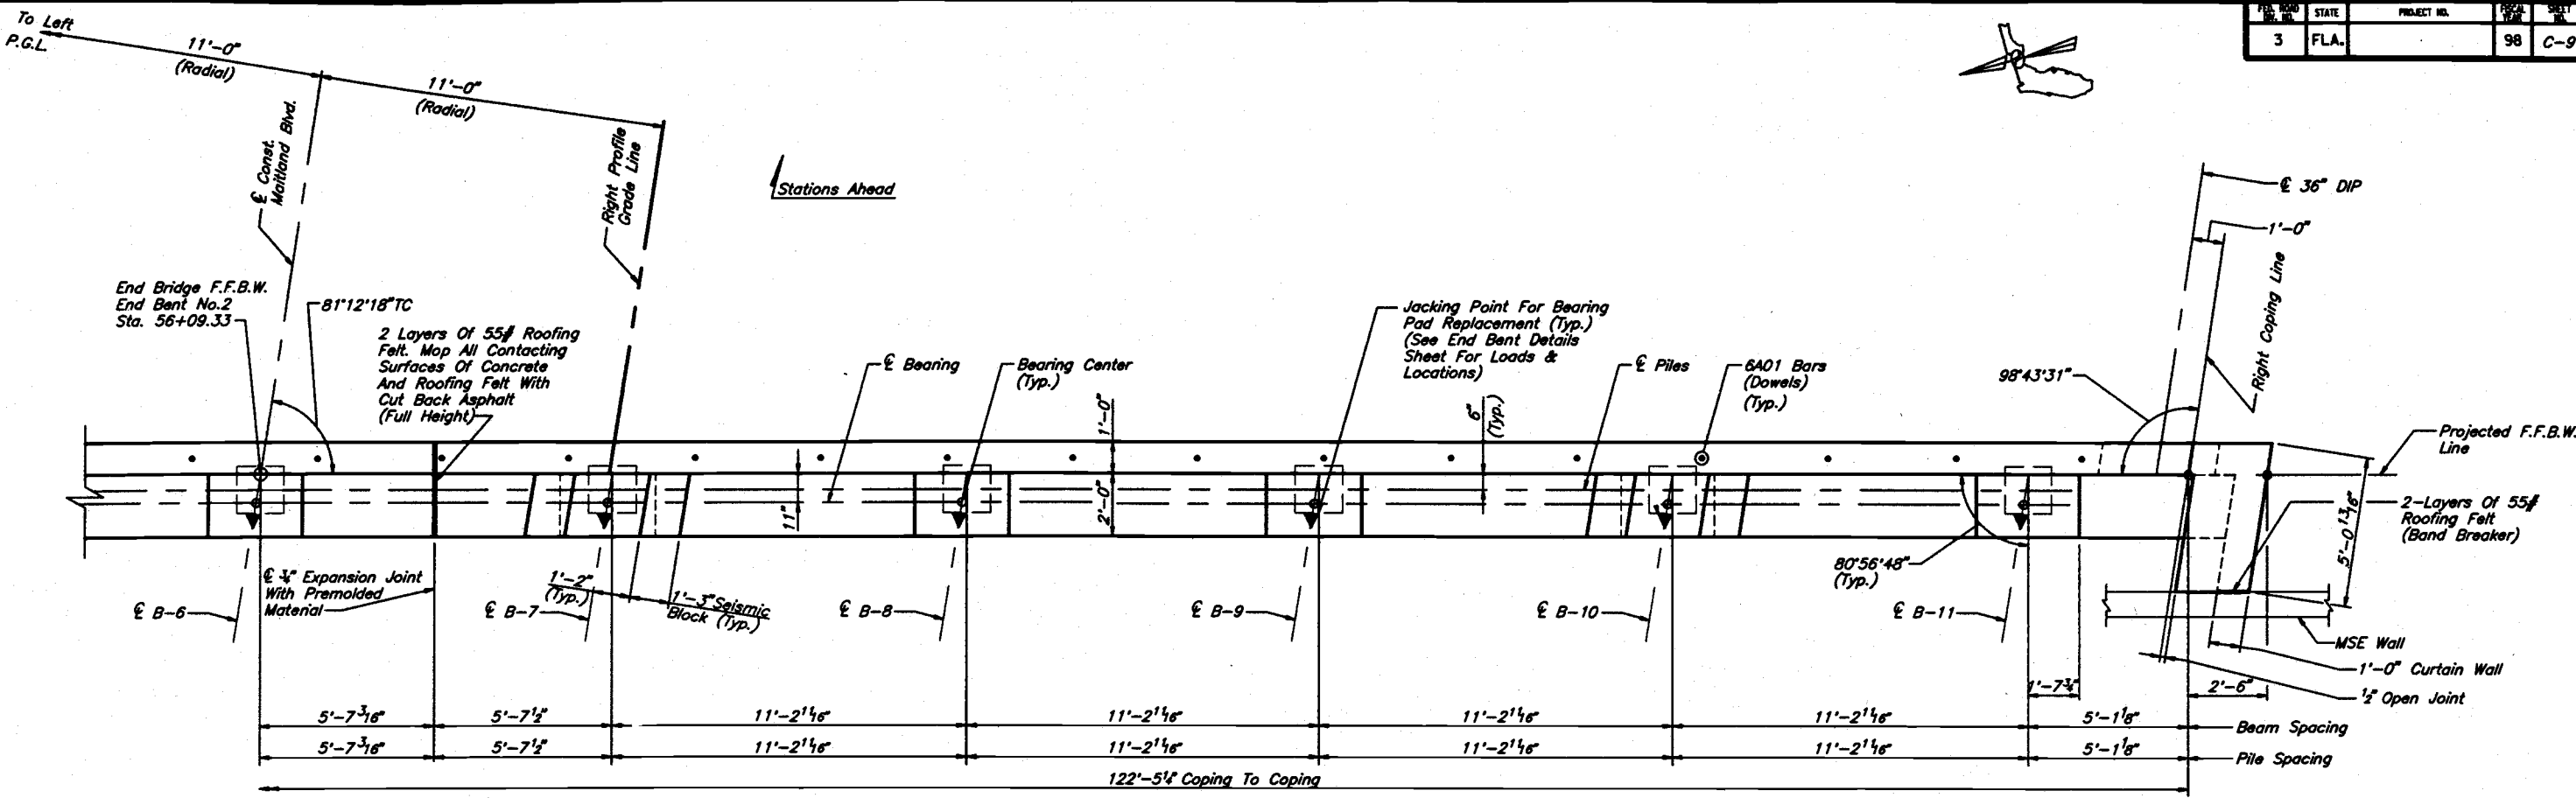 FED. ROAD DIV. NO.
STATE
PROJECT NO.
FISCAL YEAR
SHEET NO.
3
FLA.
98
C-9
To Left
P.G.L.
11'-0"
(Radial)
11'-0"
(Radial)
℄ Const.
Maitland Blvd.
Right Profile
Grade Line
Stations Ahead
℄ 36" DIP
1'-0"
Right Coping Line
End Bridge F.F.B.W.
End Bent No.2
Sta. 56+09.33
81°12'18"TC
2 Layers Of 55# Roofing
Felt. Mop All Contacting
Surfaces Of Concrete
And Roofing Felt With
Cut Back Asphalt
(Full Height)
℄ Bearing
Bearing Center
(Typ.)
Jacking Point For Bearing
Pad Replacement (Typ.)
(See End Bent Details
Sheet For Loads &
Locations)
℄ Piles
6A01 Bars
(Dowels)
(Typ.)
98°43'31"
1'-0"
6"
(Typ.)
Projected F.F.B.W.
Line
11"
2'-0"
5'-0 13/16"
2-Layers Of 55#
Roofing Felt
(Band Breaker)
80°56'48"
(Typ.)
℄ 3/4" Expansion Joint
With Premolded
Material
1'-2"
(Typ.)
1'-3" Seismic
Block (Typ.)
℄ B-6
℄ B-7
℄ B-8
℄ B-9
℄ B-10
℄ B-11
MSE Wall
1'-0" Curtain Wall
1/2" Open Joint
1'-7 3/4"
2'-6"
5'-7 3/16"
5'-7 1/2"
11'-2 11/16"
11'-2 11/16"
11'-2 11/16"
11'-2 11/16"
5'-1 1/8"
Beam Spacing
5'-7 3/16"
5'-7 1/2"
11'-2 11/16"
11'-2 11/16"
11'-2 11/16"
11'-2 11/16"
5'-1 1/8"
Pile Spacing
122'-5 1/4" Coping To Coping